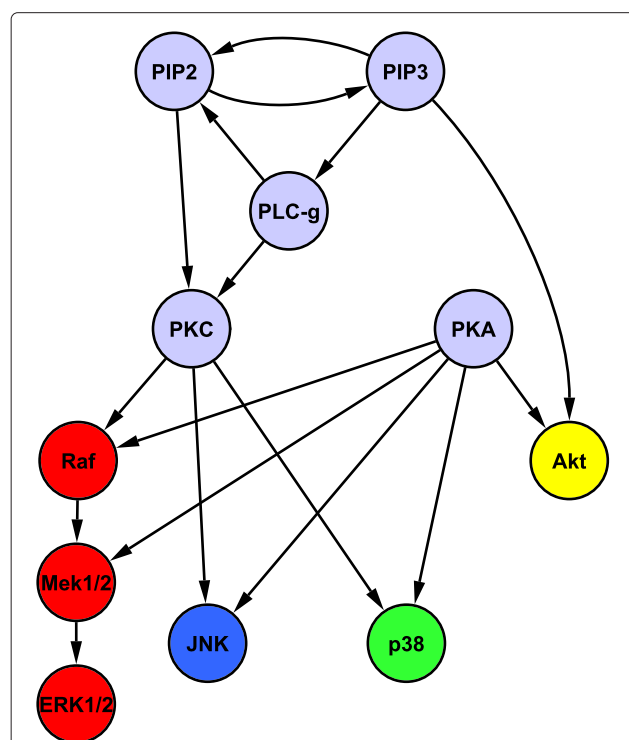 PIP2
PIP3
PLC-g
PKC
PKA
Raf
Akt
Mek1/2
JNK
p38
ERK1/2